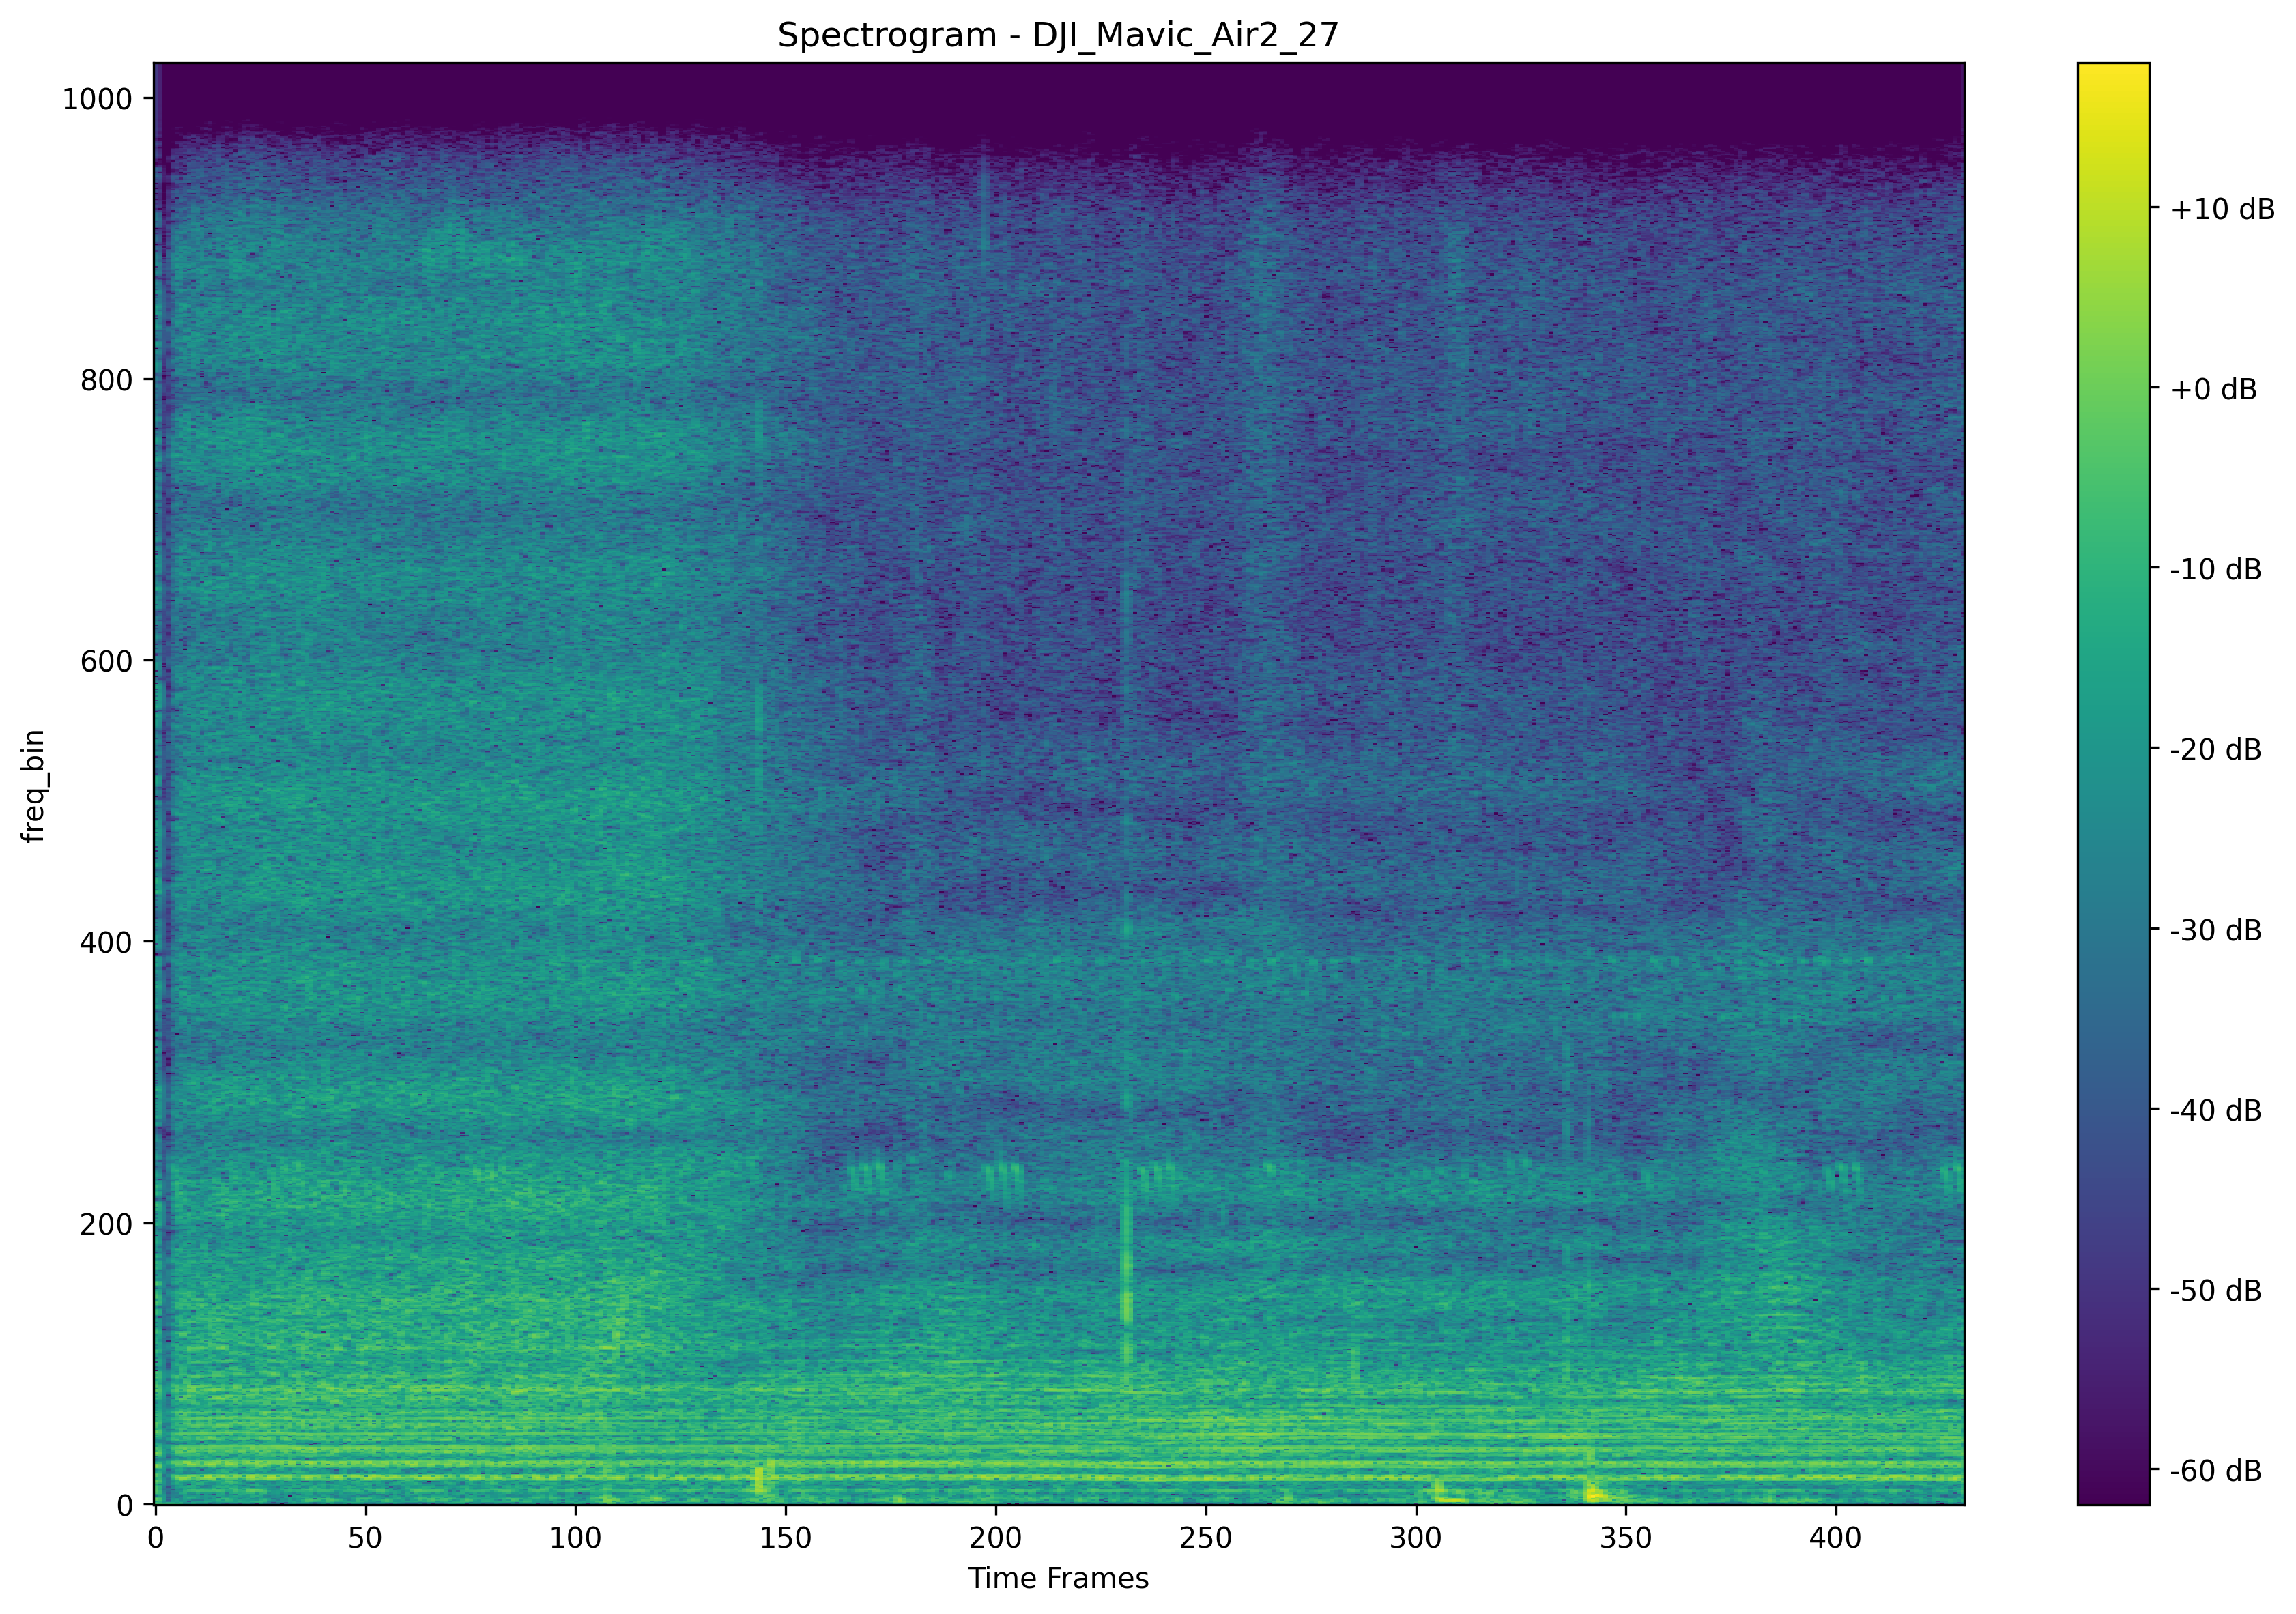 Spectrogram - DJI_Mavic_Air2_27
1000
800
600
400
200
0
freq_bin
0 50 100 150 200 250 300 350 400
Time Frames
+10 dB
+0 dB
-10 dB
-20 dB
-30 dB
-40 dB
-50 dB
-60 dB